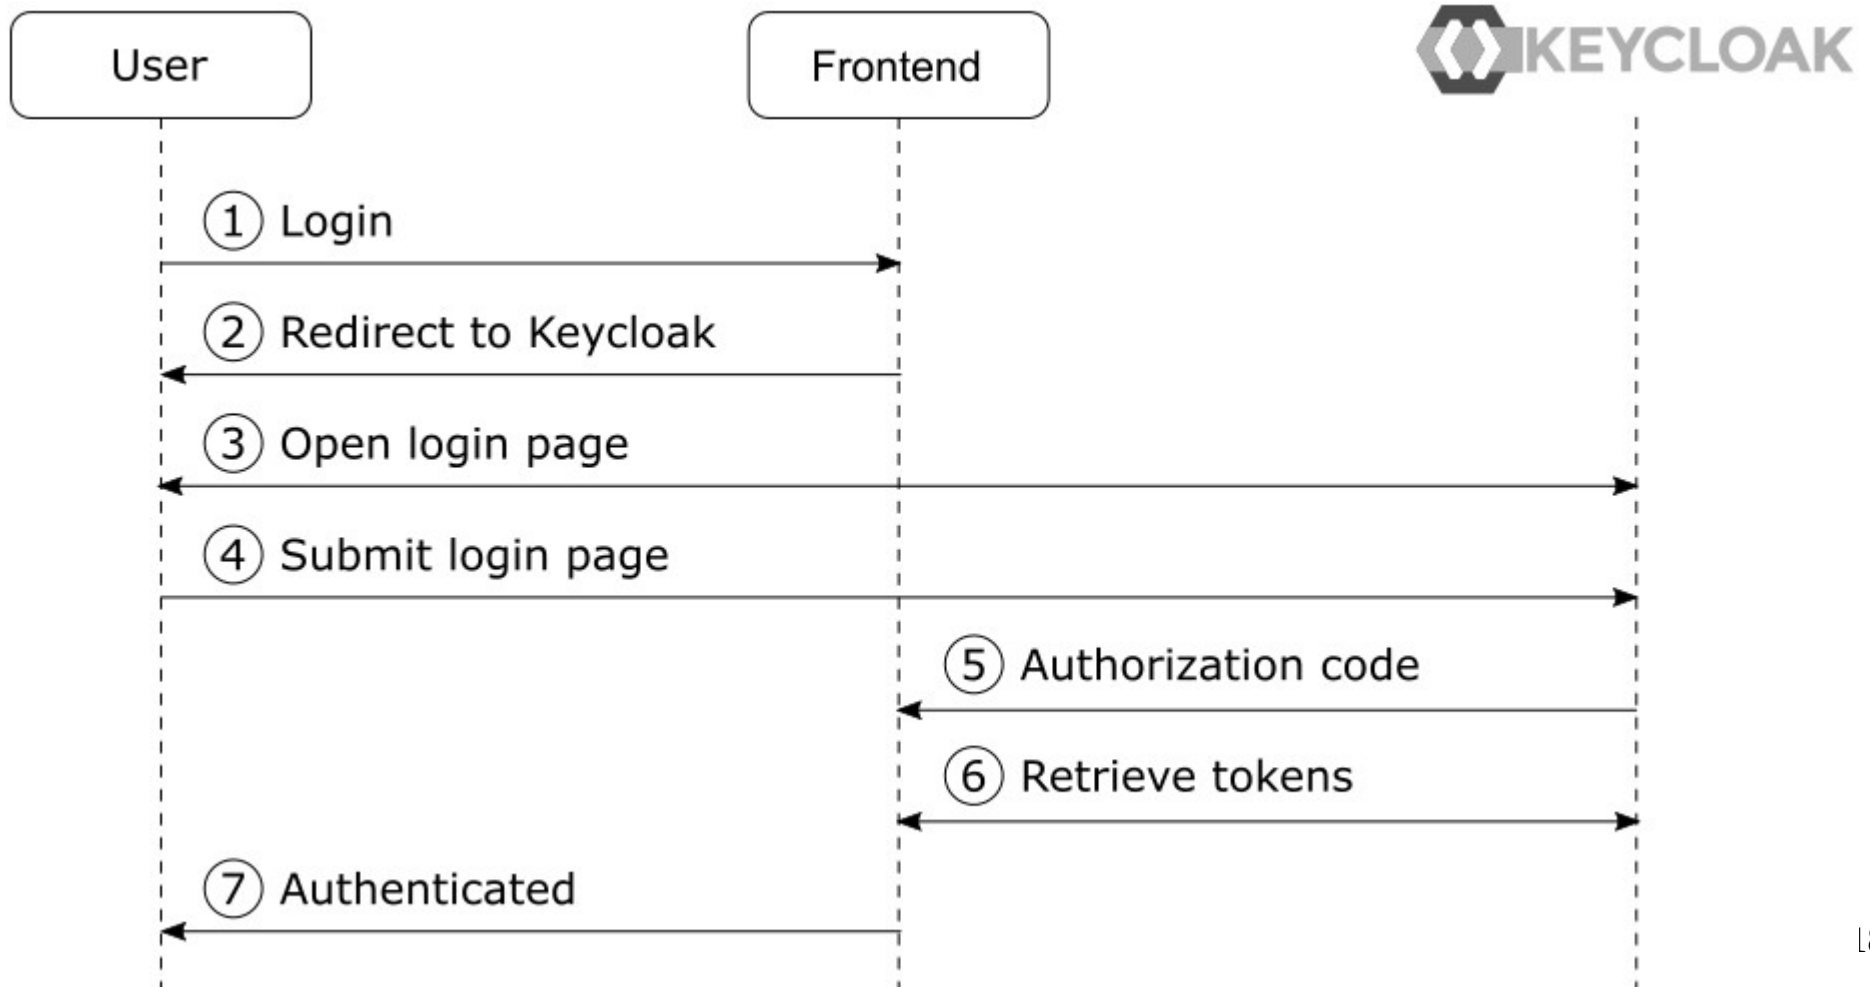 User
Frontend
KEYCLOAK
1 Login
2 Redirect to Keycloak
3 Open login page
4 Submit login page
5 Authorization code
6 Retrieve tokens
7 Authenticated